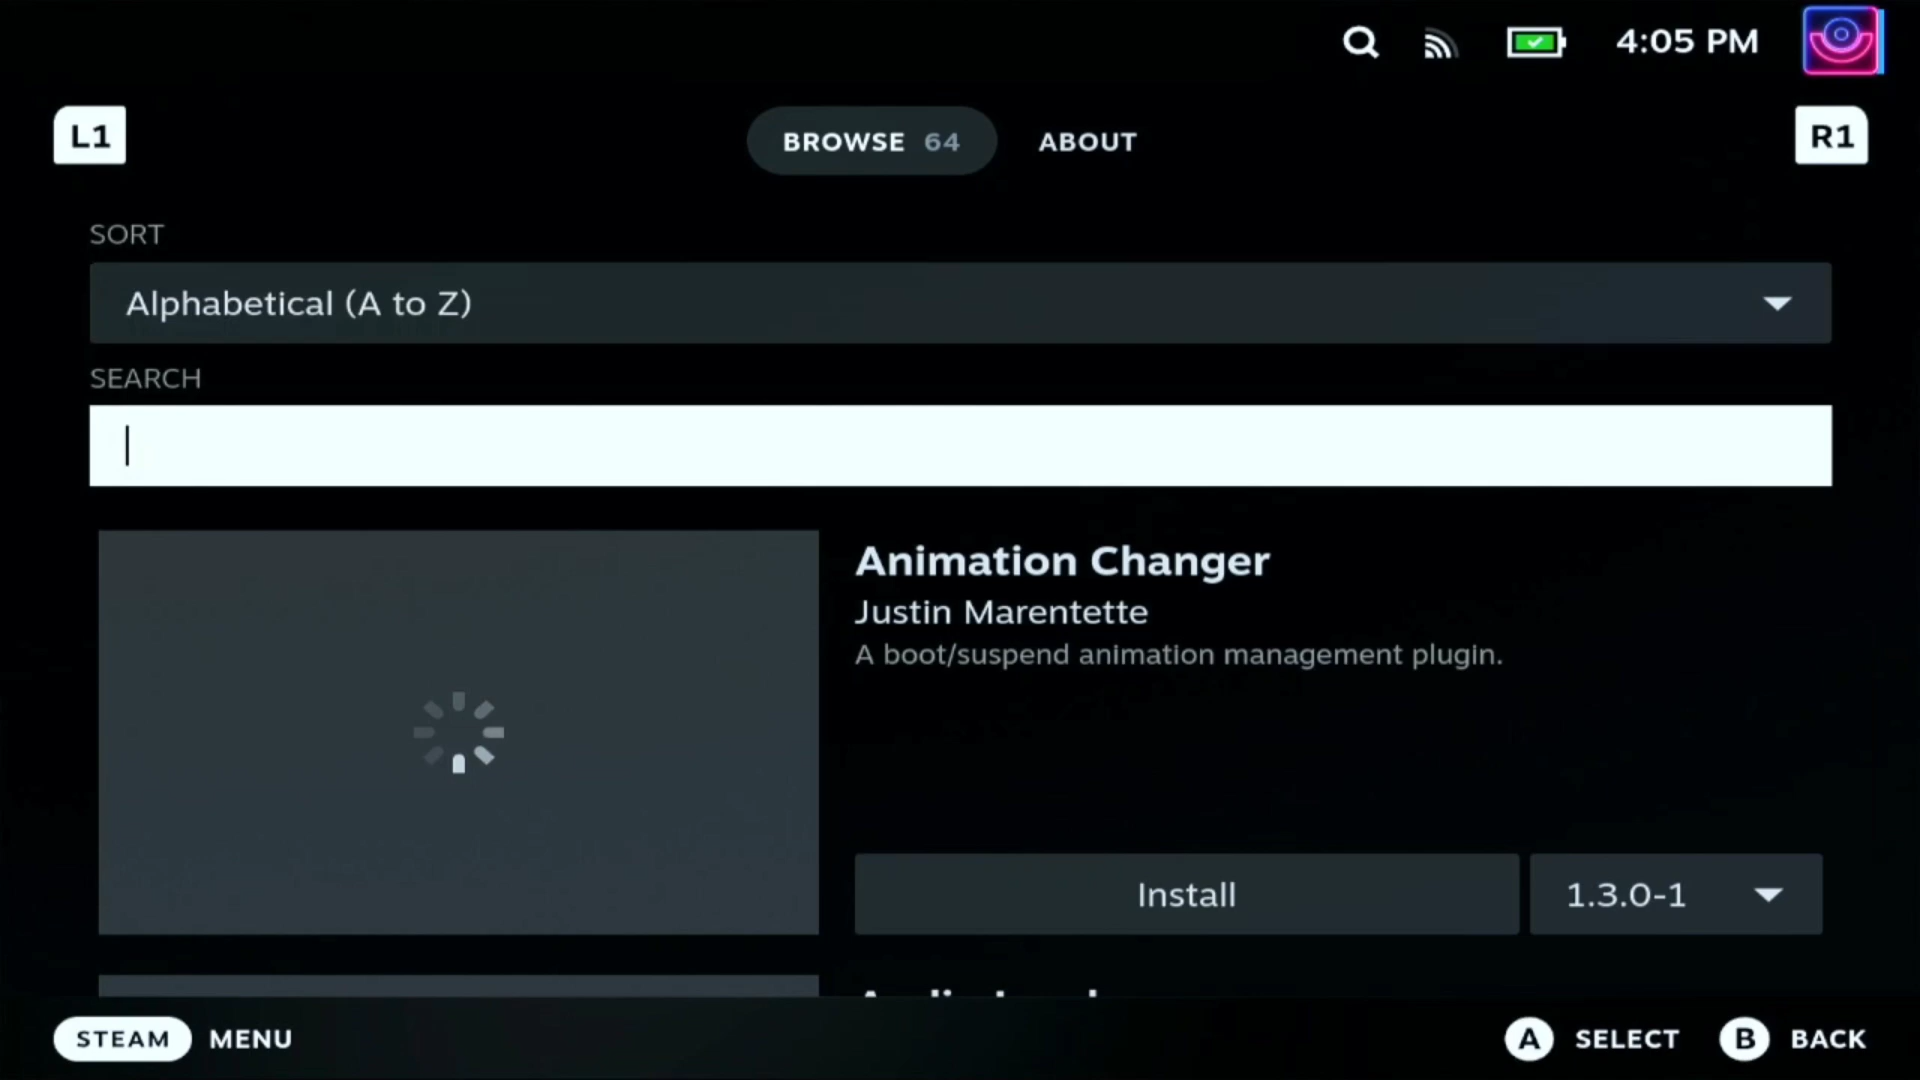 4:05 PM
L1
BROWSE 64
ABOUT
R1
SORT
Alphabetical (A to Z)
SEARCH
Animation Changer
Justin Marentette
A boot/suspend animation management plugin.
Install
1.3.0-1
STEAM MENU
A SELECT
B BACK